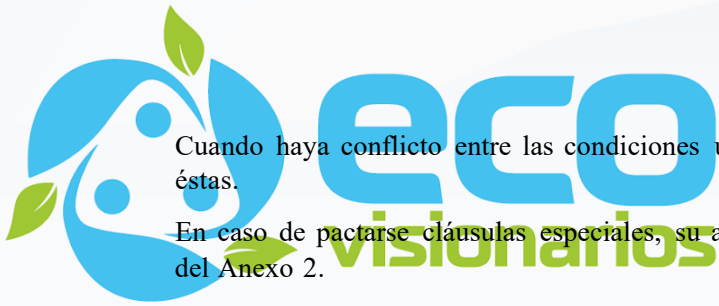 eco
Cuando haya conflicto entre las condiciones
éstas.
visionarios
En caso de pactarse cláusulas especiales, su
del Anexo 2.